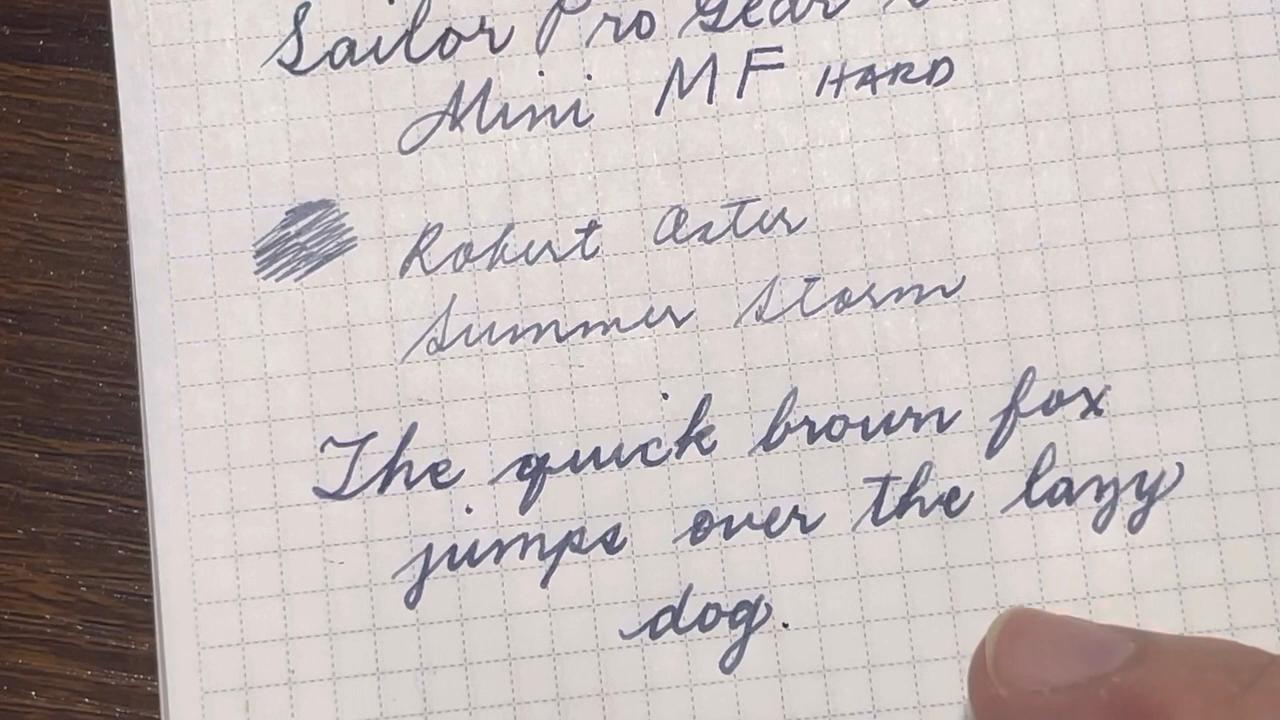 Sailor Pro Gear
Mini MF HARD
Robert Oster
Summer Storm
The quick brown fox
jumps over the lazy
dog.